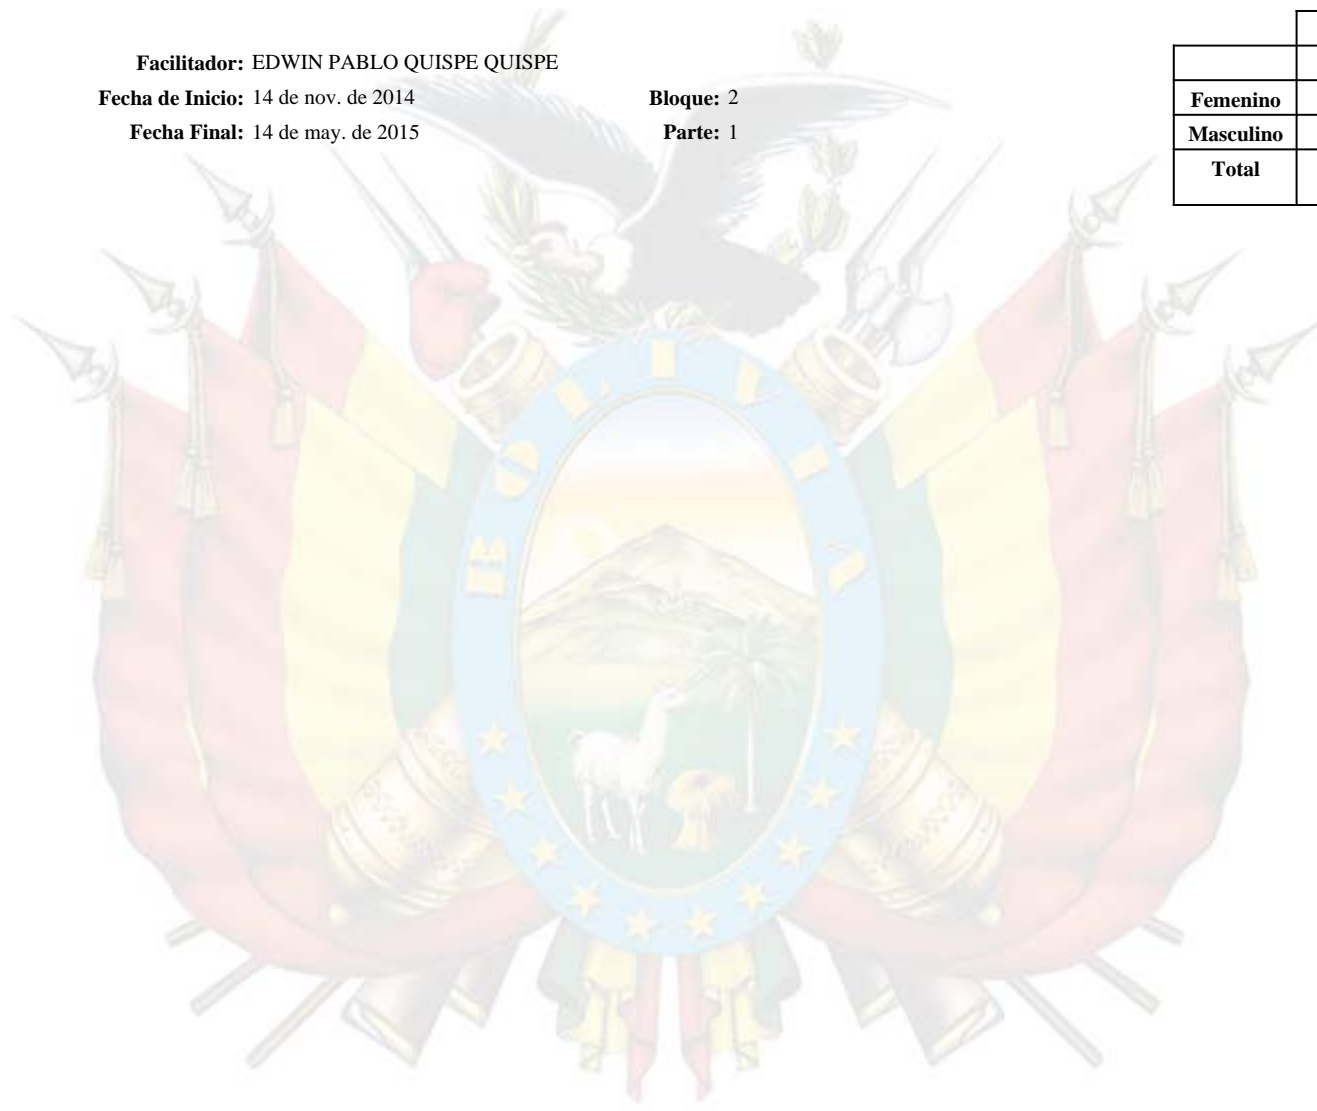 Facilitador: EDWIN PABLO QUISPE QUISPE
Fecha de Inicio: 14 de nov. de 2014 Bloque: 2
Fecha Final: 14 de may. de 2015 Parte: 1
Femenino
Masculino
Total
BOLIVIA